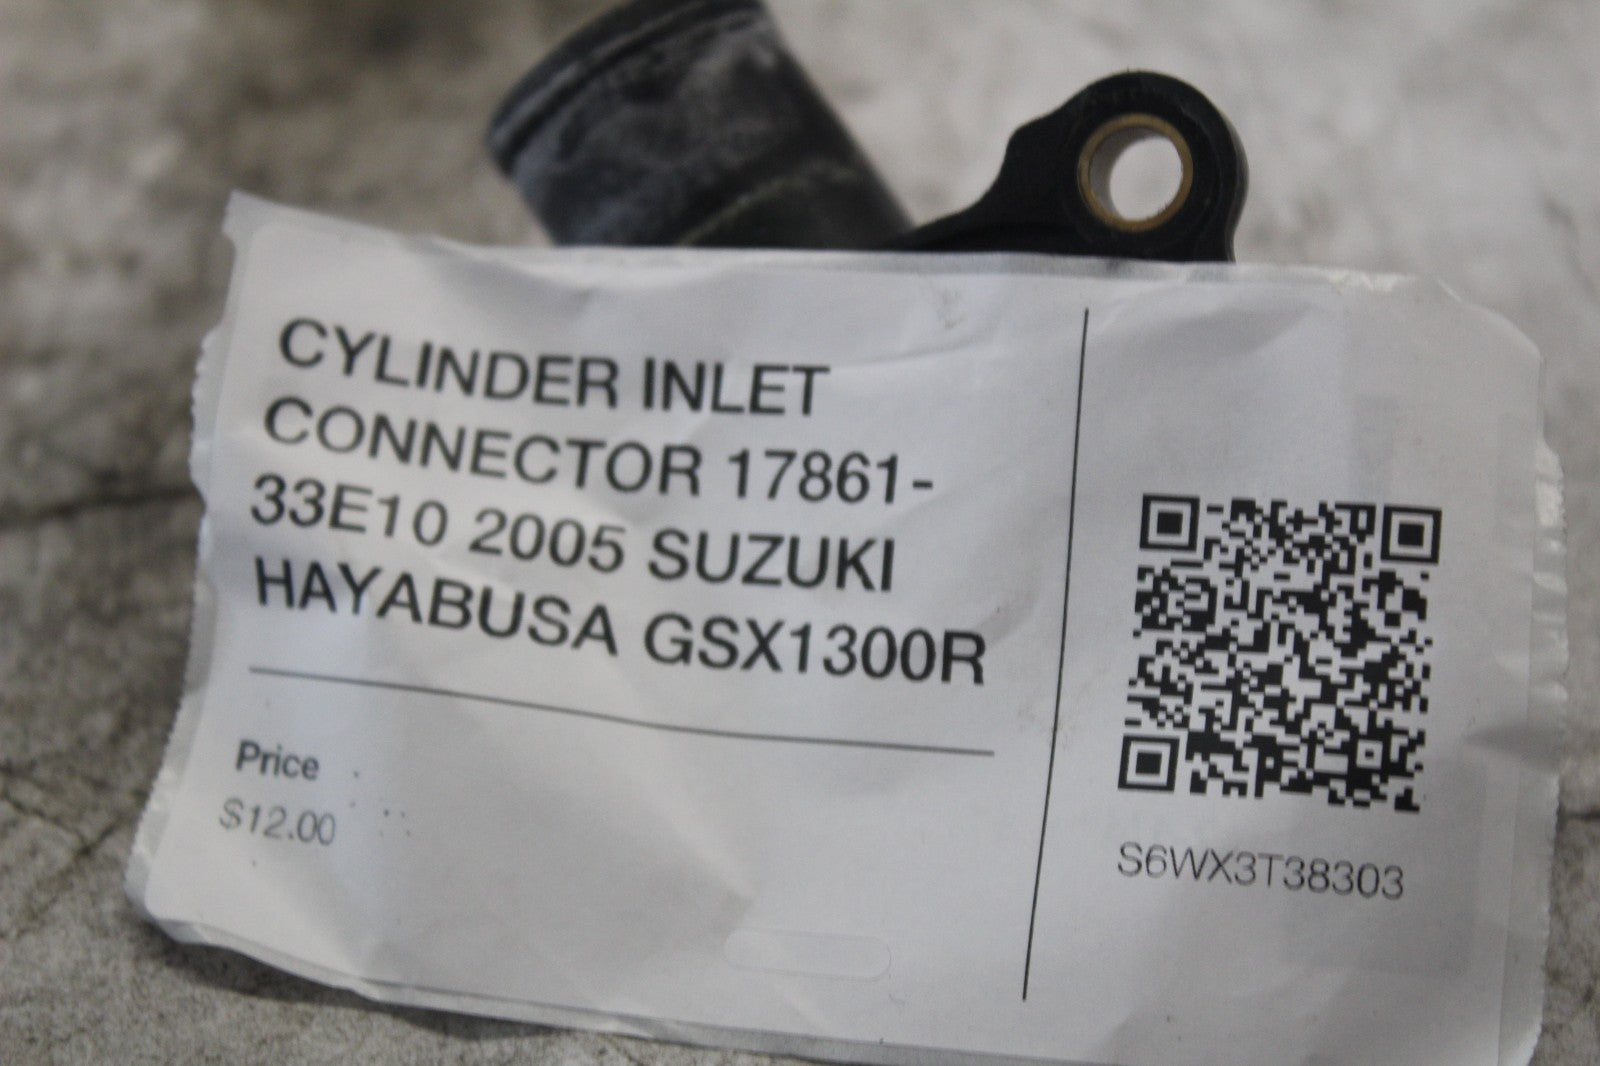 CYLINDER INLET
CONNECTOR 17861-
33E10 2005 SUZUKI
HAYABUSA GSX1300R
Price
$12.00
S6WX3T38303